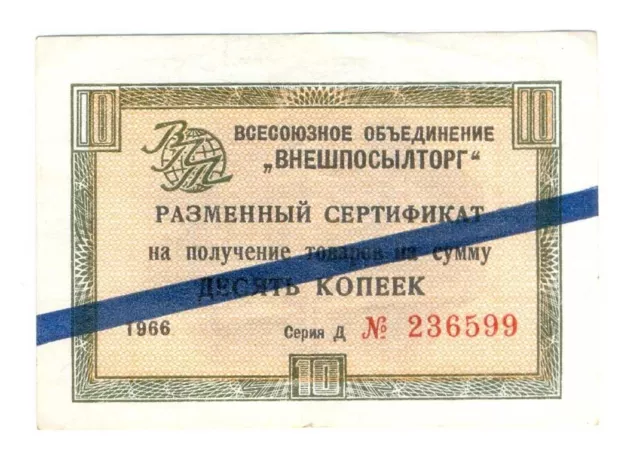 10 10
ВПТ
ВСЕСОЮЗНОЕ ОБЪЕДИНЕНИЕ
„ВНЕШПОСЫЛТОРГ“
РАЗМЕННЫЙ СЕРТИФИКАТ
на получение товаров на сумму
ДЕСЯТЬ КОПЕЕК
1966 Серия Д № 236599
10